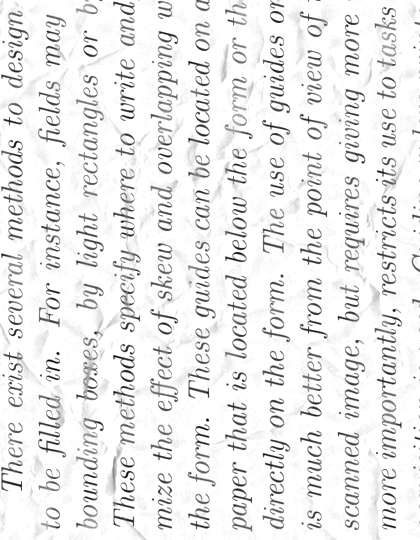 There exist several methods to design
to be filled in. For instance, fields may
bounding boxes, by light rectangles or
These methods specify where to write and
mize the effect of skew and overlapping
the form. These guides can be located on a
paper that is located below the form or
directly on the form. The use of guides on
is much better from the point of view of
scanned image, but requires giving more
more importantly, restricts its use to tasks